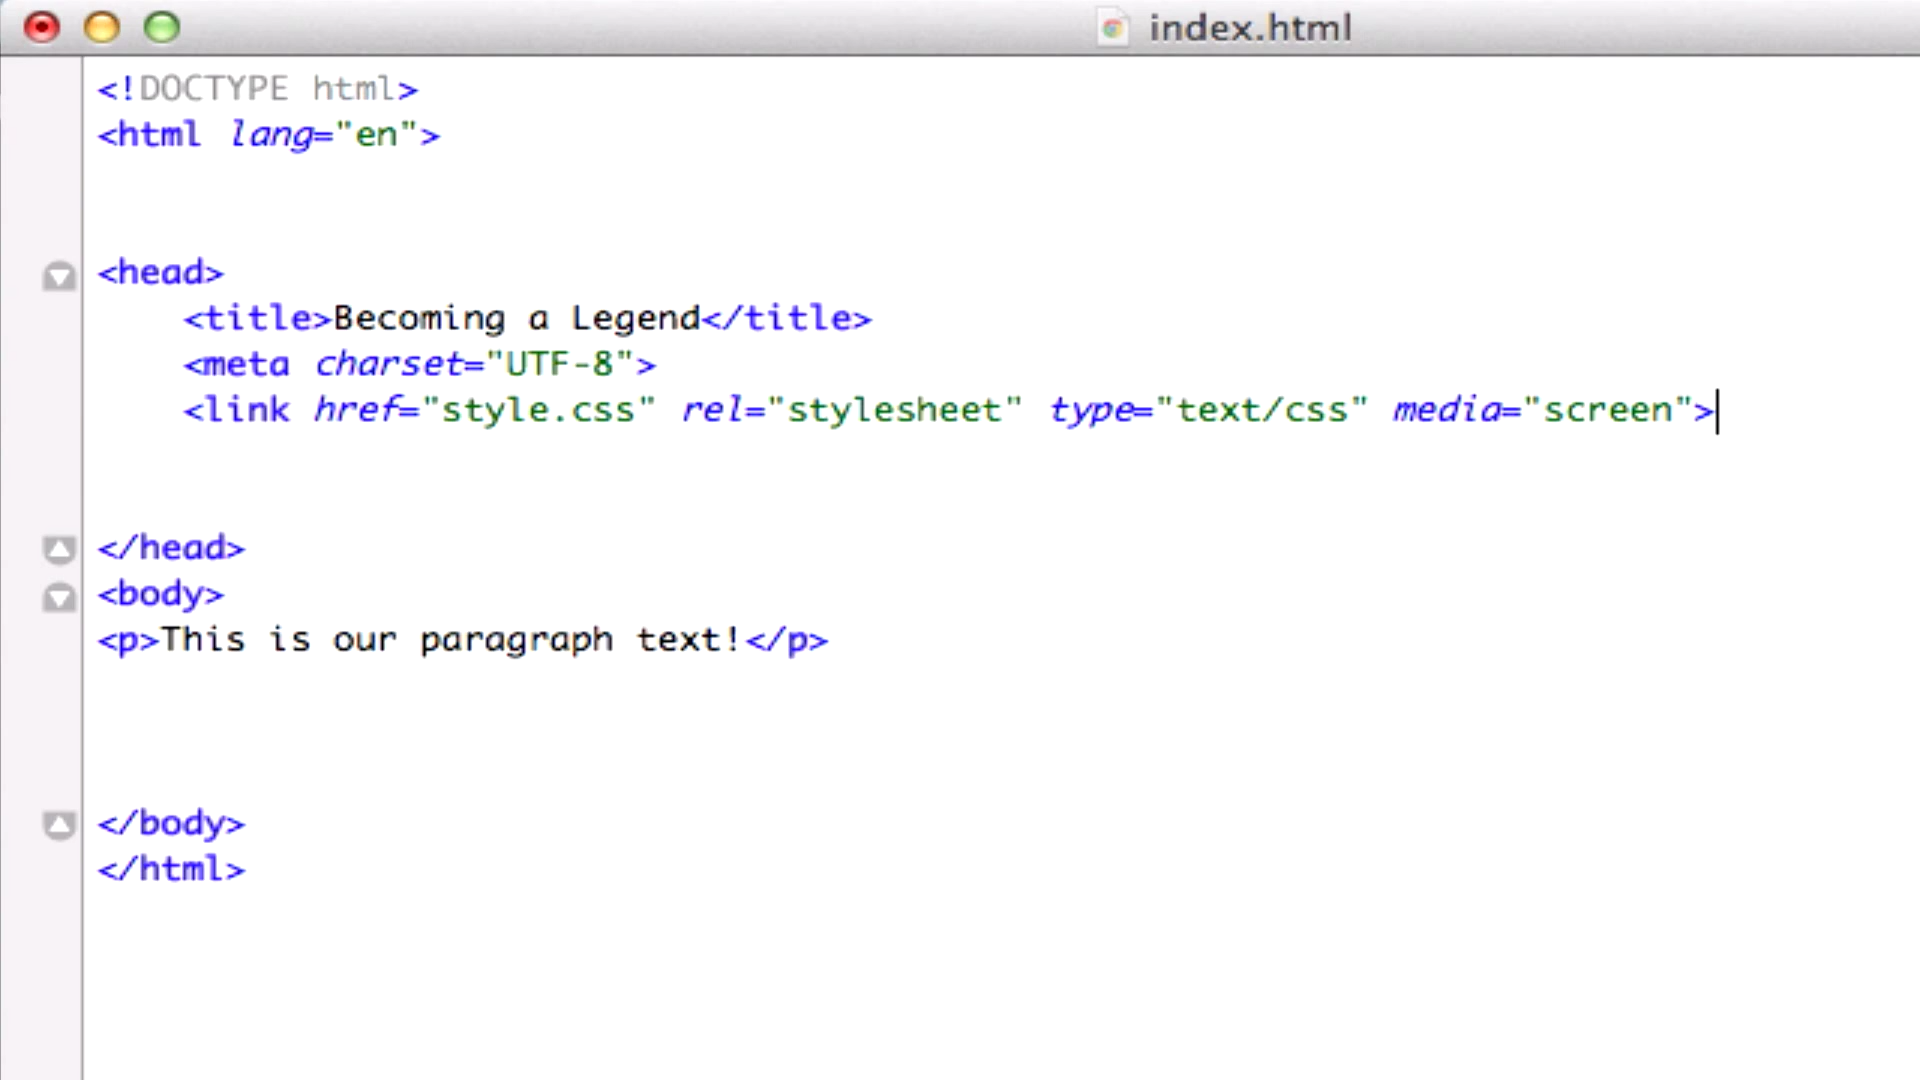 index.html
<!DOCTYPE html>
<html lang="en">
<head>
<title>Becoming a Legend</title>
<meta charset="UTF-8">
<link href="style.css" rel="stylesheet" type="text/css" media="screen">
</head>
<body>
<p>This is our paragraph text!</p>
</body>
</html>